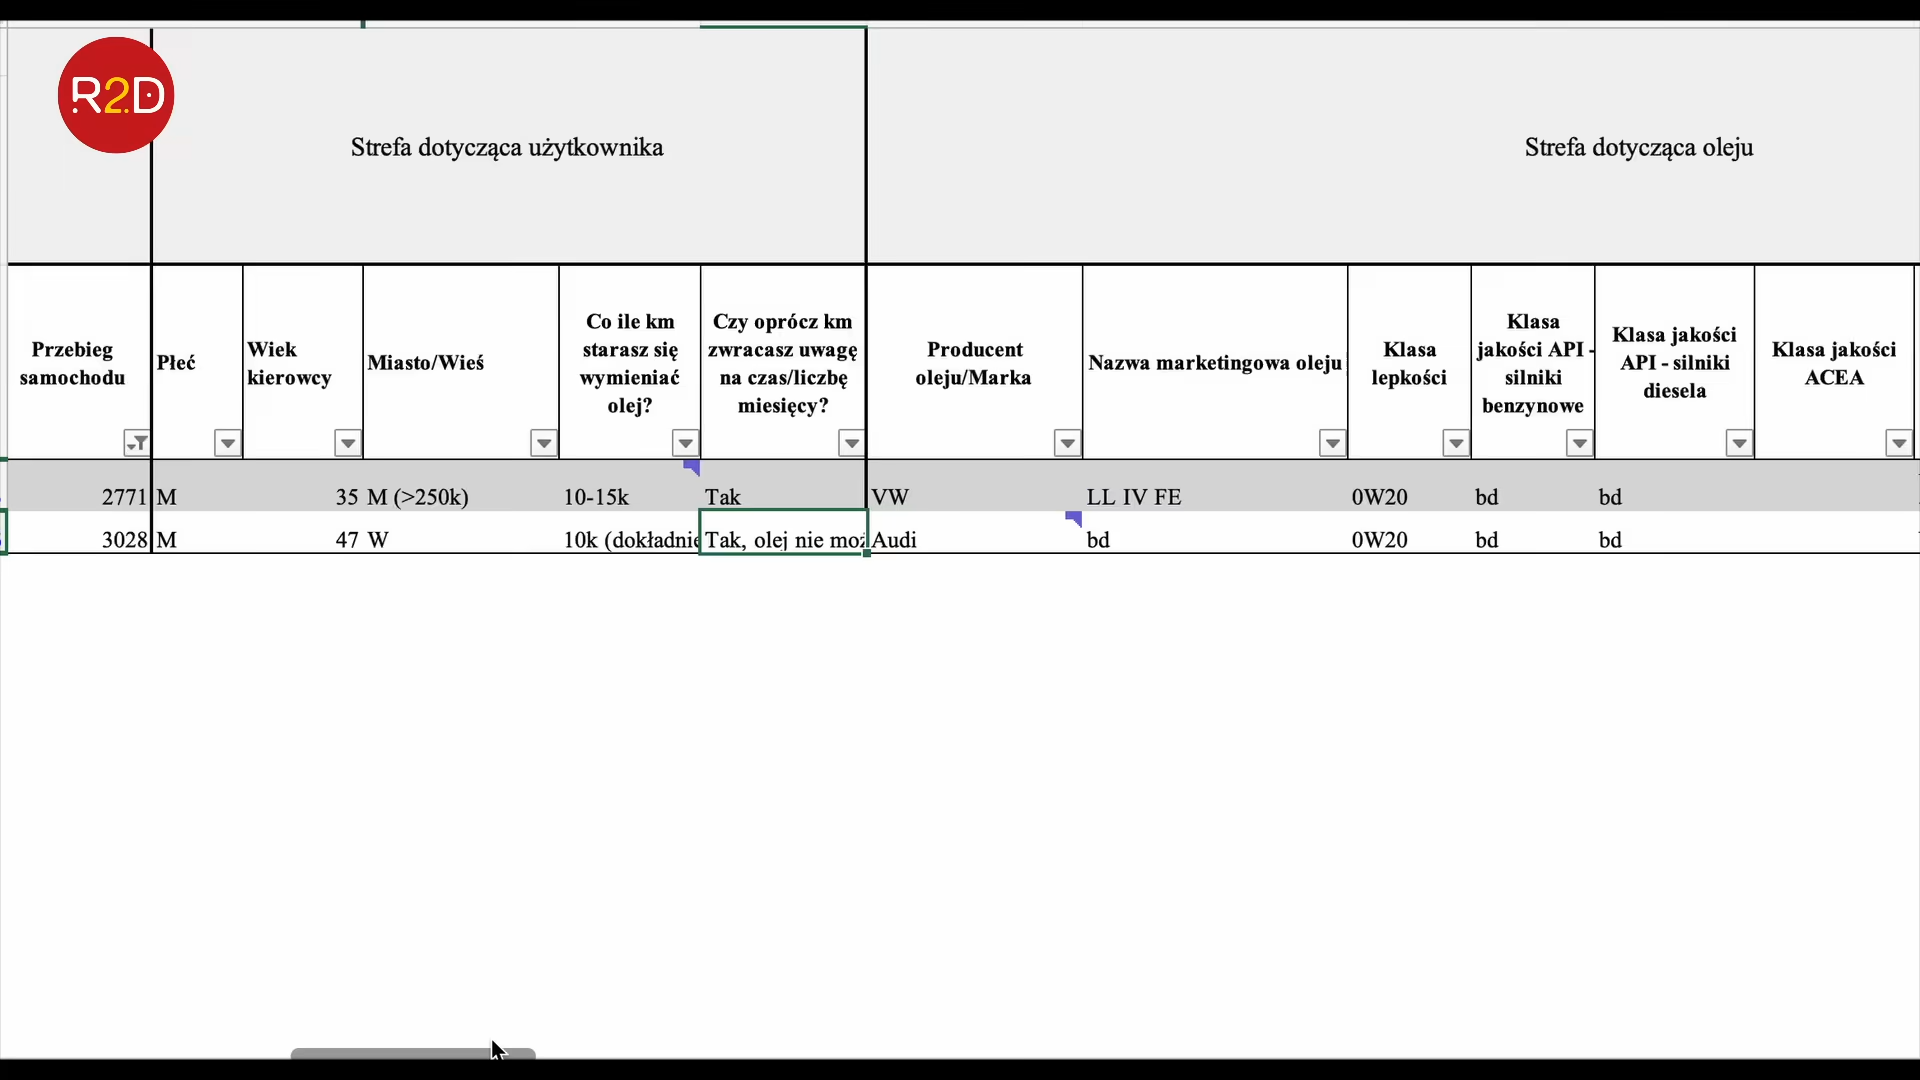 R2D
Strefa dotycząca użytkownika
Strefa dotycząca oleju
Przebieg
samochodu
Płeć
Wiek
kierowcy
Miasto/Wieś
Co ile km
starasz się
wymieniać
olej?
Czy oprócz km
zwracasz uwagę
na czas/liczbę
miesięcy?
Producent
oleju/Marka
Nazwa marketingowa oleju
Klasa
lepkości
Klasa
jakości API -
silniki
benzynowe
Klasa jakości
API - silniki
diesela
Klasa jakości
ACEA
2771 M 35 M (>250k) 10-15k Tak VW LL IV FE 0W20 bd bd
3028 M 47 W 10k (dokładnie Tak, olej nie moż Audi bd 0W20 bd bd